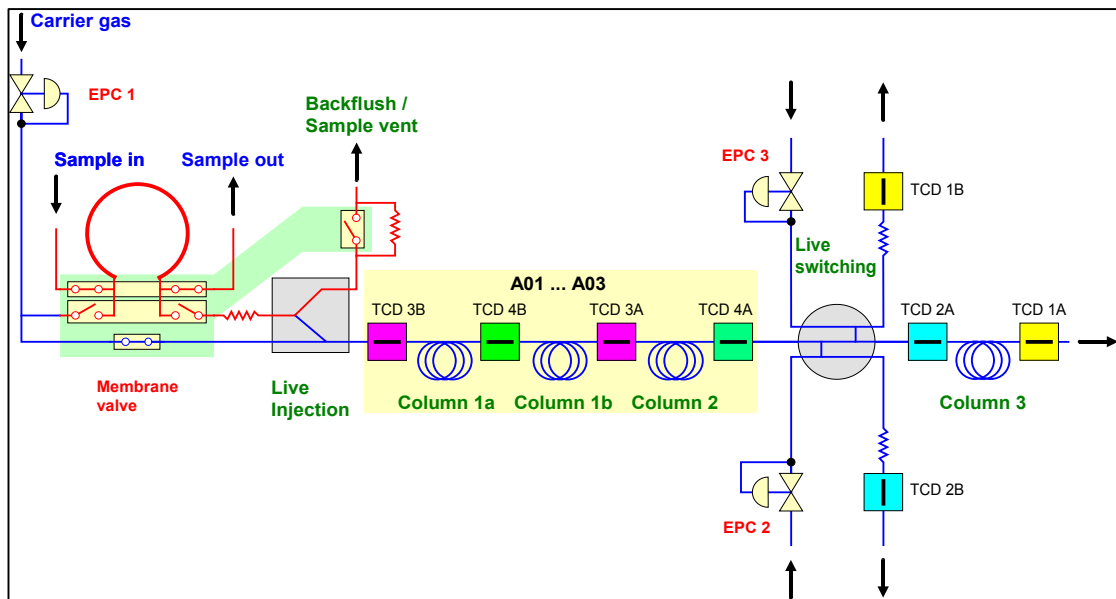 Carrier gas
EPC 1
Backflush /
Sample vent
Sample in
Sample out
EPC 3
TCD 1B
Live
switching
A01 ... A03
TCD 3B
TCD 4B
TCD 3A
TCD 4A
TCD 2A
TCD 1A
Membrane
valve
Live
Injection
Column 1a
Column 1b
Column 2
Column 3
TCD 2B
EPC 2